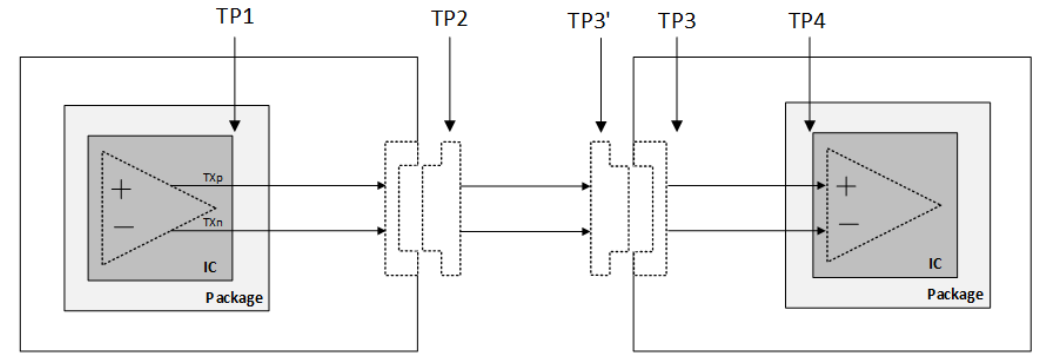 TP1 TP2 TP3' TP3 TP4
+ TXp +
− TXn −
IC IC
Package Package